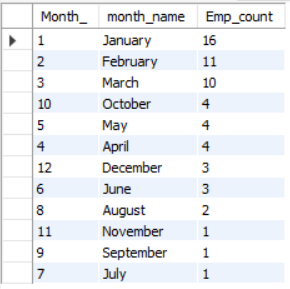 Month_ month_name Emp_count
1 January 16
2 February 11
3 March 10
10 October 4
5 May 4
4 April 4
12 December 3
6 June 3
8 August 2
11 November 1
9 September 1
7 July 1